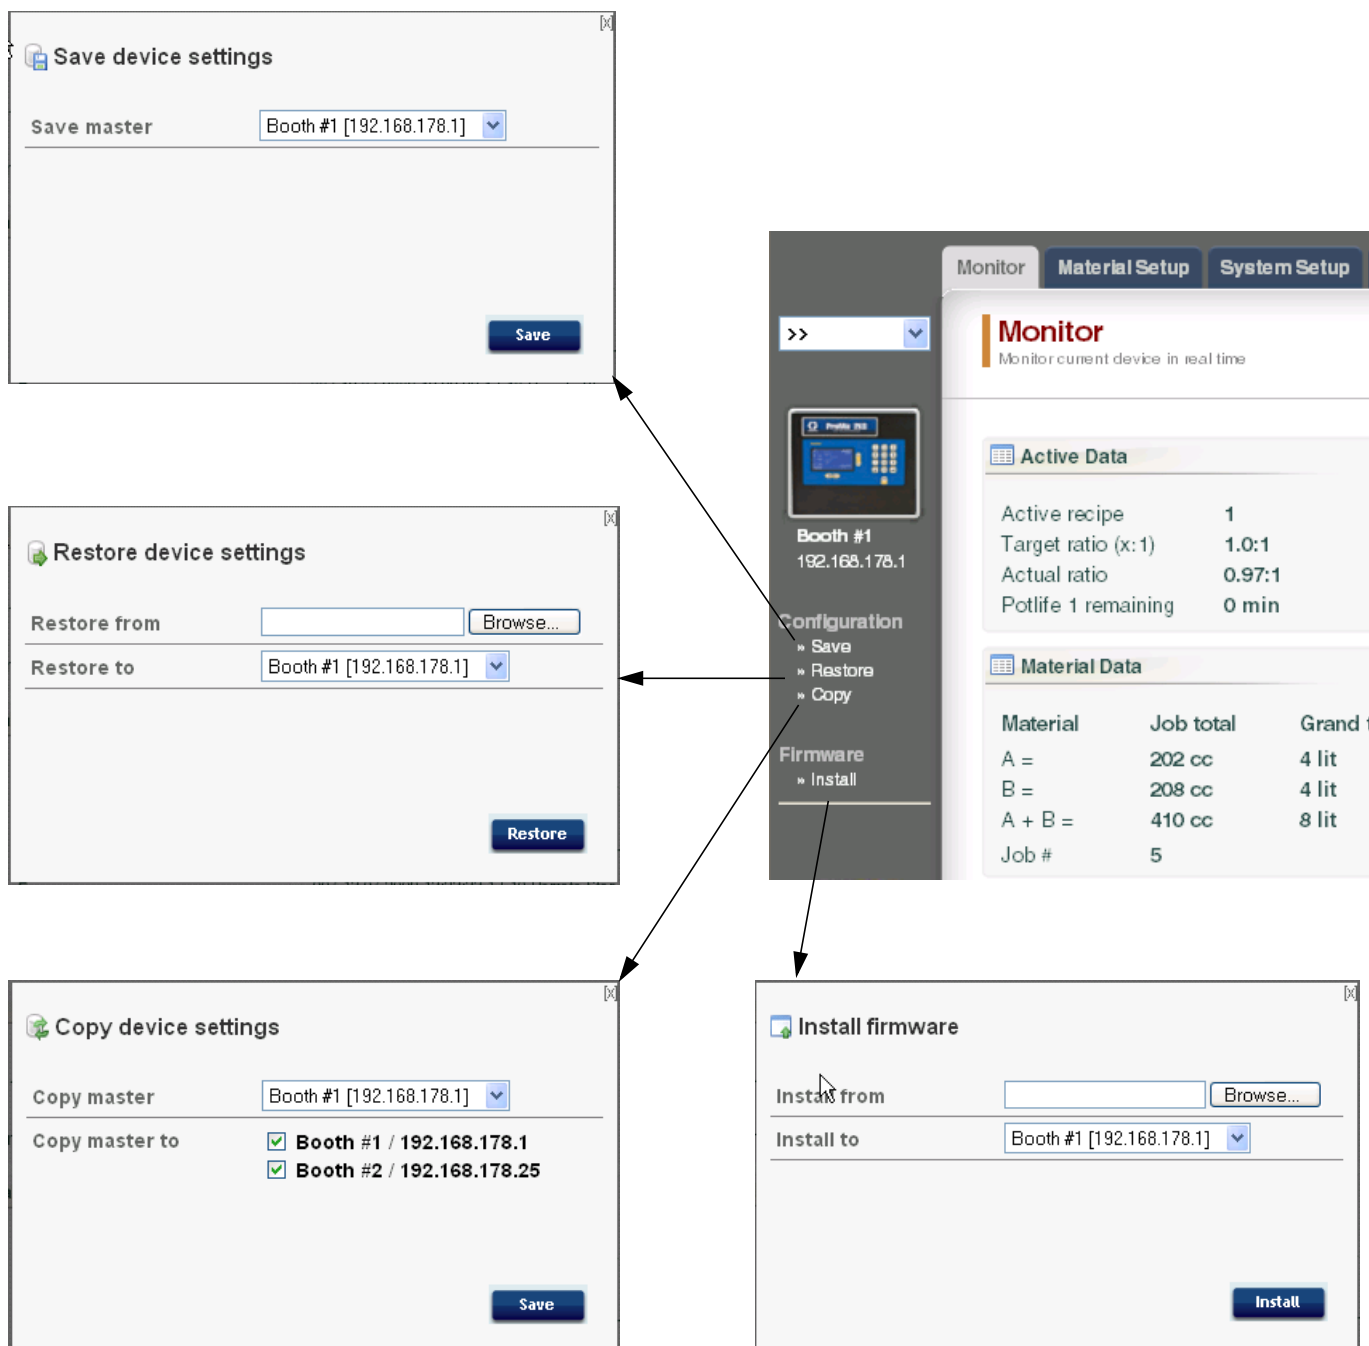 [x]
Save device settings
Save master
Booth #1 [192.168.178.1]
Save
Monitor
Material Setup
System Setup
>>
Monitor
Monitor current device in real time
Booth #1
192.168.178.1
Configuration
» Save
» Restore
» Copy
Firmware
» Install
Active Data
Active recipe 1
Target ratio (x:1) 1.0:1
Actual ratio 0.97:1
Potlife 1 remaining 0 min
Material Data
Material Job total Grand
A = 202 cc 4 lit
B = 208 cc 4 lit
A + B = 410 cc 8 lit
Job # 5
[x]
Restore device settings
Restore from
Browse...
Restore to
Booth #1 [192.168.178.1]
Restore
[x]
Copy device settings
Copy master
Booth #1 [192.168.178.1]
Copy master to
Booth #1 / 192.168.178.1
Booth #2 / 192.168.178.25
Save
[x]
Install firmware
Install from
Browse...
Install to
Booth #1 [192.168.178.1]
Install